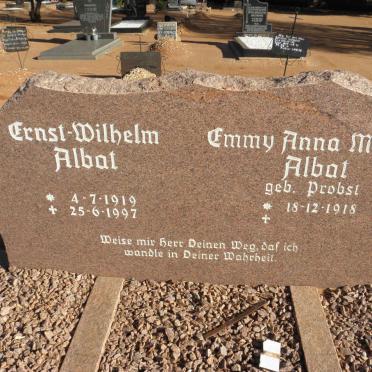 Ernst-Wilhelm
Albat
* 4-7-1919
✝ 25-6-1997
Emmy Anna M
Albat
geb. Probst
* 18-12-1918
✝
Weise mir Herr Deinen Weg, daß ich
wandle in Deiner Wahrheit.